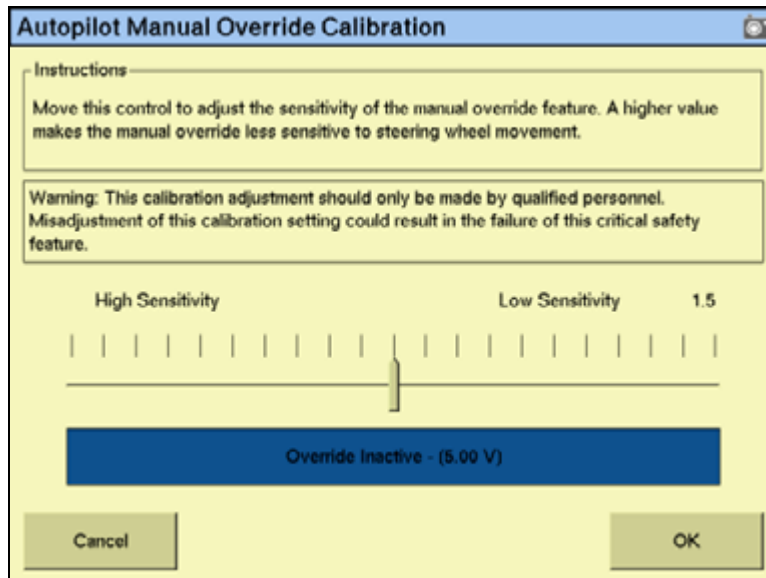 Autopilot Manual Override Calibration
Instructions
Move this control to adjust the sensitivity of the manual override feature. A higher value
makes the manual override less sensitive to steering wheel movement.
Warning: This calibration adjustment should only be made by qualified personnel.
Misadjustment of this calibration setting could result in the failure of this critical safety
feature.
High Sensitivity Low Sensitivity 1.5
Override Inactive - (5.00 V)
Cancel OK